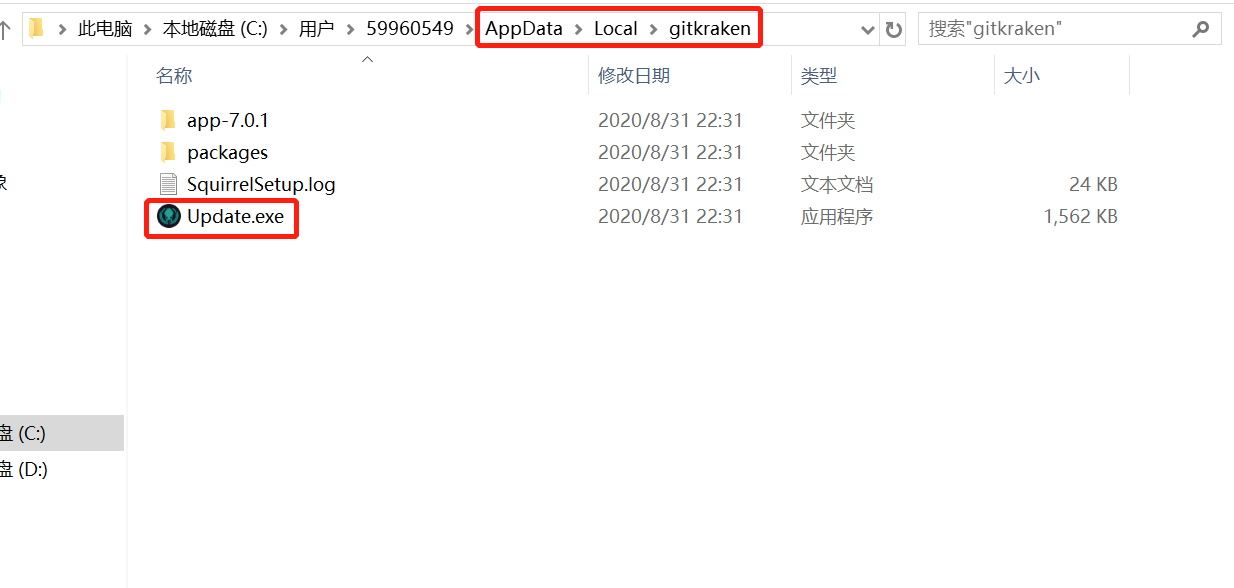 此电脑 本地磁盘 (C:) 用户 59960549 AppData Local gitkraken 搜索"gitkraken"
名称 修改日期 类型 大小
app-7.0.1 2020/8/31 22:31 文件夹
packages 2020/8/31 22:31 文件夹
SquirrelSetup.log 2020/8/31 22:31 文本文档 24 KB
Update.exe 2020/8/31 22:31 应用程序 1,562 KB
象
盘 (C:)
盘 (D:)